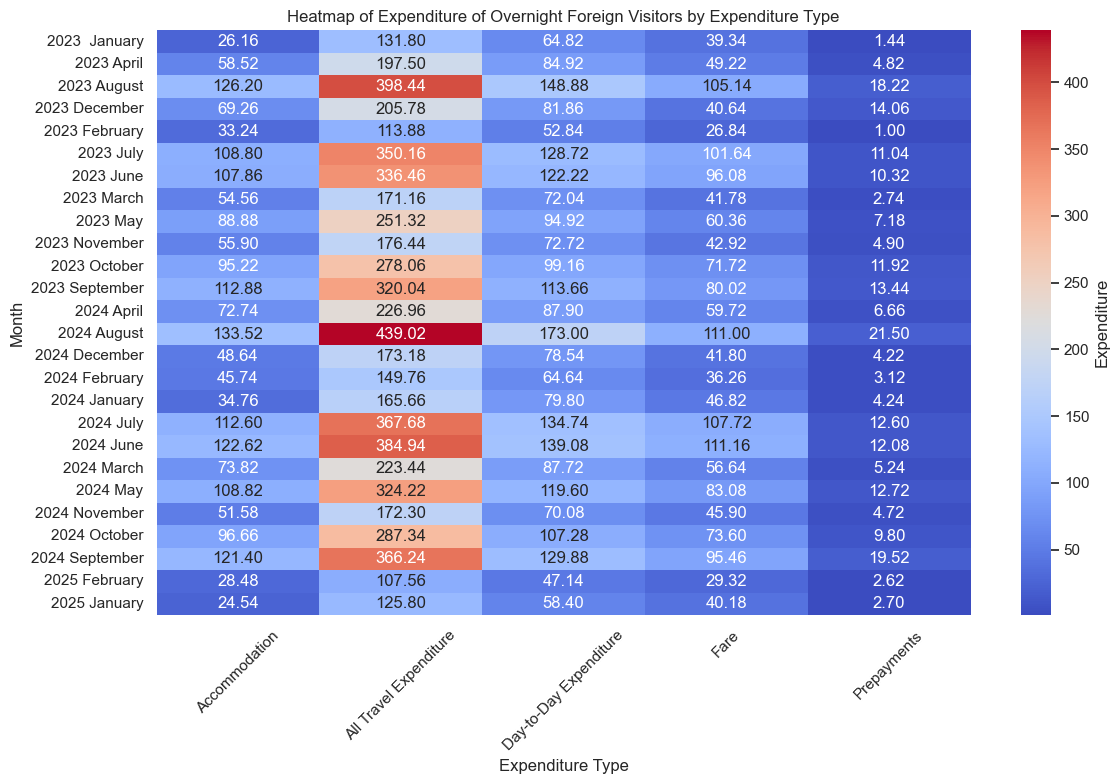 Heatmap of Expenditure of Overnight Foreign Visitors by Expenditure Type
2023  January 26.16 131.80 64.82 39.34 1.44
2023 April 58.52 197.50 84.92 49.22 4.82
2023 August 126.20 398.44 148.88 105.14 18.22
2023 December 69.26 205.78 81.86 40.64 14.06
2023 February 33.24 113.88 52.84 26.84 1.00
2023 July 108.80 350.16 128.72 101.64 11.04
2023 June 107.86 336.46 122.22 96.08 10.32
2023 March 54.56 171.16 72.04 41.78 2.74
2023 May 88.88 251.32 94.92 60.36 7.18
2023 November 55.90 176.44 72.72 42.92 4.90
2023 October 95.22 278.06 99.16 71.72 11.92
2023 September 112.88 320.04 113.66 80.02 13.44
2024 April 72.74 226.96 87.90 59.72 6.66
2024 August 133.52 439.02 173.00 111.00 21.50
2024 December 48.64 173.18 78.54 41.80 4.22
2024 February 45.74 149.76 64.64 36.26 3.12
2024 January 34.76 165.66 79.80 46.82 4.24
2024 July 112.60 367.68 134.74 107.72 12.60
2024 June 122.62 384.94 139.08 111.16 12.08
2024 March 73.82 223.44 87.72 56.64 5.24
2024 May 108.82 324.22 119.60 83.08 12.72
2024 November 51.58 172.30 70.08 45.90 4.72
2024 October 96.66 287.34 107.28 73.60 9.80
2024 September 121.40 366.24 129.88 95.46 19.52
2025 February 28.48 107.56 47.14 29.32 2.62
2025 January 24.54 125.80 58.40 40.18 2.70
Month
Accommodation
All Travel Expenditure
Day-to-Day Expenditure
Fare
Prepayments
Expenditure Type
400
350
300
250
200
150
100
50
Expenditure